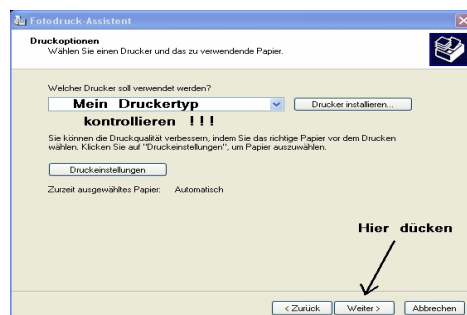 Fotodruck-Assistent
Druckoptionen
Wählen Sie einen Drucker und das zu verwendende Papier.
Welcher Drucker soll verwendet werden?
Mein Druckertyp
Drucker installieren...
kontrollieren !!!
Sie können die Druckqualität verbessern, indem Sie das richtige Papier vor dem Drucken
wählen. Klicken Sie auf "Druckeinstellungen", um Papier auszuwählen.
Druckeinstellungen
Zurzeit ausgewähltes Papier: Automatisch
Hier dücken
< Zurück Weiter > Abbrechen